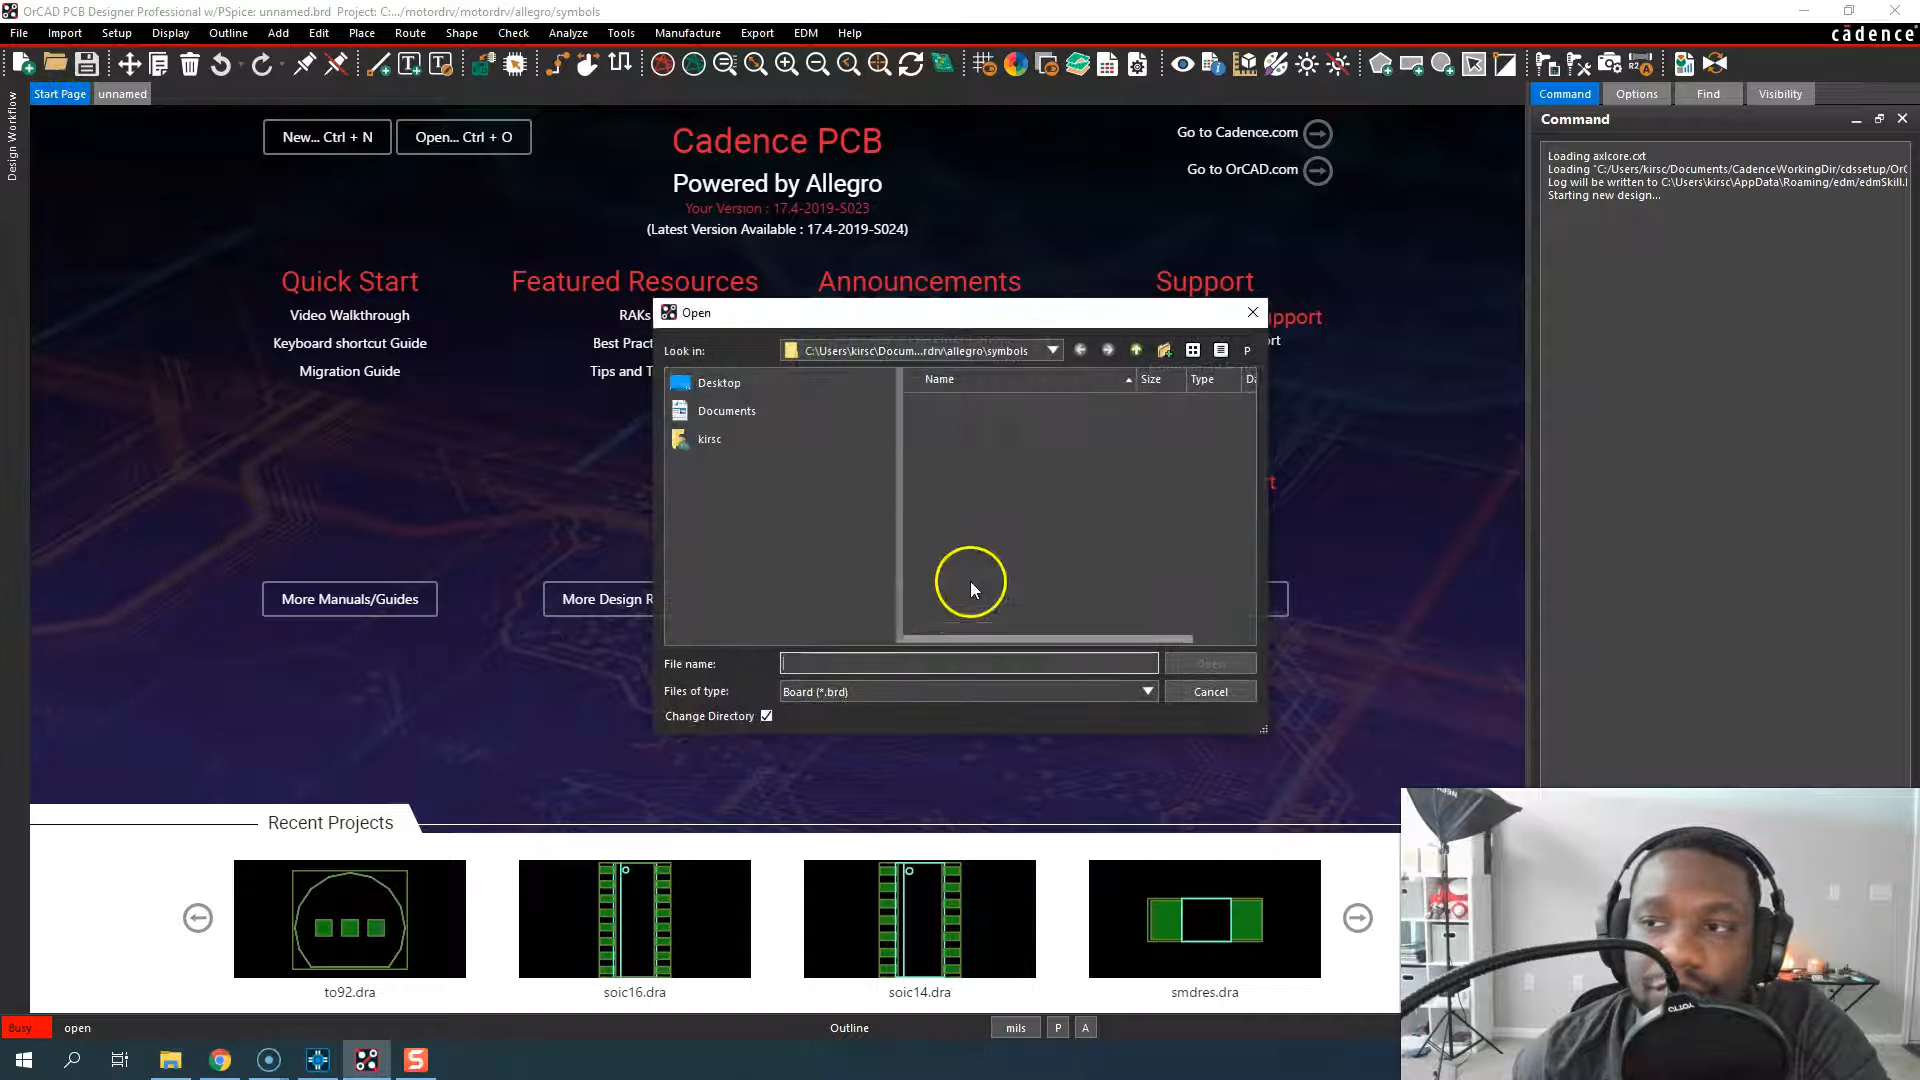 OrCAD PCB Designer Professional w/PSpice: unnamed.brd Project: C:.../motordrv/motordrv/allegro/symbols
File Import Setup Display Outline Add Edit Place Route Shape Check Analyze Tools Manufacture Export EDM Help
cādence
Start Page unnamed
Command Options Find Visibility
Design Workflow
New... Ctrl + N
Open... Ctrl + O
Cadence PCB
Powered by Allegro
Your Version : 17.4-2019-S023
(Latest Version Available : 17.4-2019-S024)
Go to Cadence.com
Go to OrCAD.com
Command
Loading axlcore.cxt
Loading "C:/Users/kirsc/Documents/CadenceWorkingDir/cdssetup/OrC
Log will be written to C:\Users\kirsc\AppData\Roaming/edm/edmSkill.l
Starting new design...
Quick Start
Video Walkthrough
Keyboard shortcut Guide
Migration Guide
More Manuals/Guides
Featured Resources
RAKs
Best Pract
Tips and T
More Design R
Announcements
Support
pport
rt
rt
Open
Look in:
C:\Users\kirsc\Docum...rdrv\allegro\symbols
P
Desktop
Documents
kirsc
Name Size Type Da
File name:
Open
Files of type: Board (*.brd)
Cancel
Change Directory
Recent Projects
to92.dra
soic16.dra
soic14.dra
smdres.dra
Busy open Outline mils P A